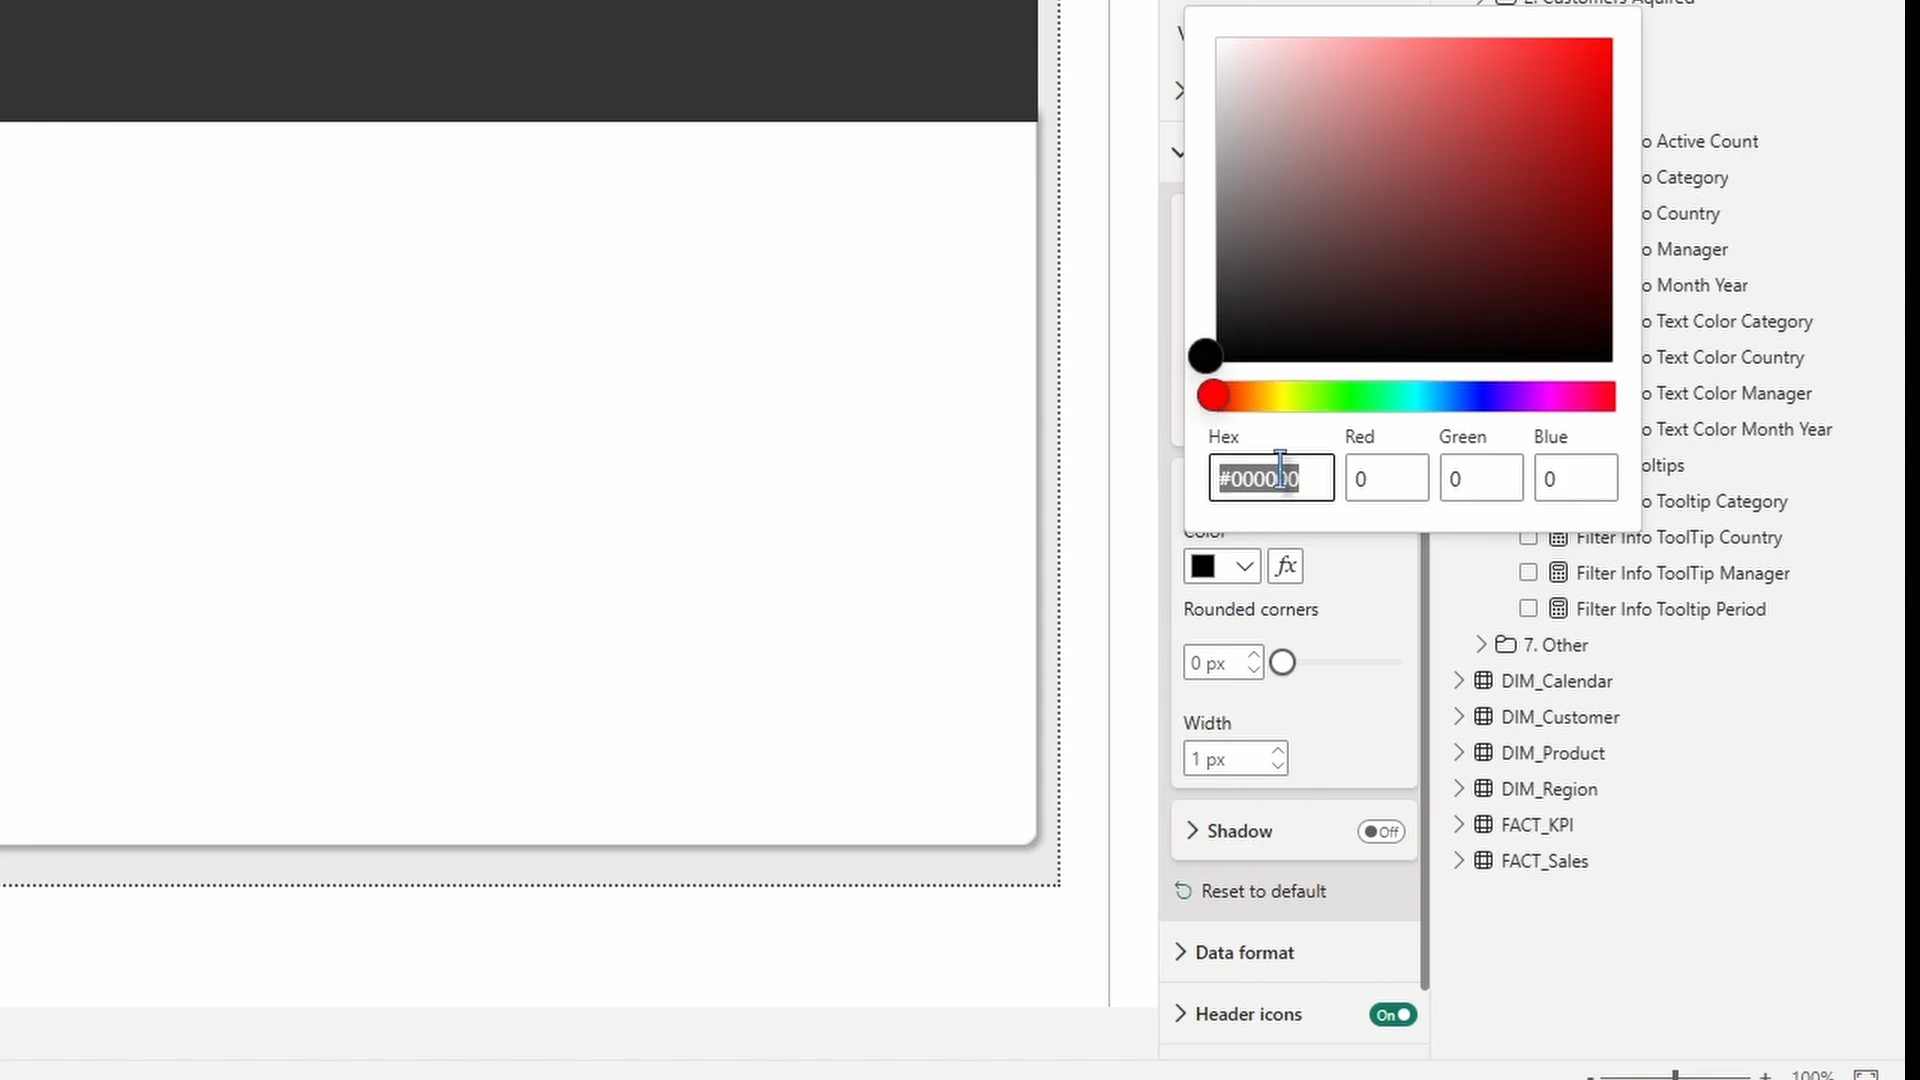 2. Customers Aquired
o Active Count
o Category
o Country
o Manager
o Month Year
o Text Color Category
o Text Color Country
o Text Color Manager
o Text Color Month Year
oltips
o Tooltip Category
Filter Info ToolTip Country
Filter Info ToolTip Manager
Filter Info Tooltip Period
7. Other
DIM_Calendar
DIM_Customer
DIM_Product
DIM_Region
FACT_KPI
FACT_Sales
Hex
Red
Green
Blue
#000000
0
0
0
Color
fx
Rounded corners
0 px
Width
1 px
Shadow
Off
Reset to default
Data format
Header icons
On
- + 100%